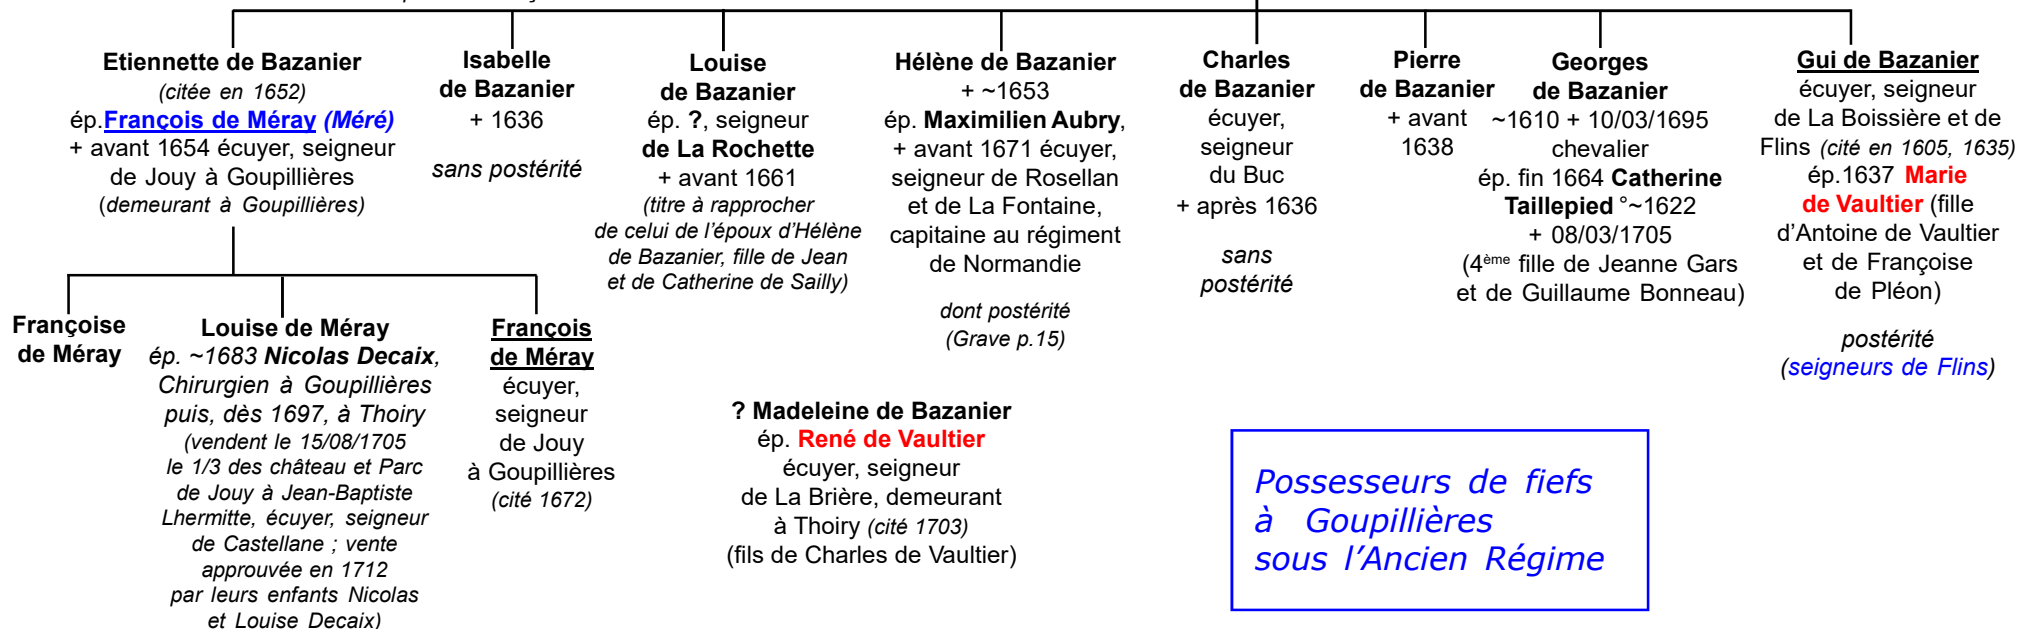 Etiennette de Bazanier
(citée en 1652)
ép.François de Méray (Méré)
+ avant 1654 écuyer, seigneur
de Jouy à Goupillières
(demeurant à Goupillières)
Isabelle
de Bazanier
+ 1636
sans postérité
Louise
de Bazanier
ép. ?, seigneur
de La Rochette
+ avant 1661
(titre à rapprocher
de celui de l'époux d'Hélène
de Bazanier, fille de Jean
et de Catherine de Sailly)
Hélène de Bazanier
+ ~1653
ép. Maximilien Aubry,
+ avant 1671 écuyer,
seigneur de Rosellan
et de La Fontaine,
capitaine au régiment
de Normandie
dont postérité
(Grave p.15)
Charles
de Bazanier
écuyer,
seigneur
du Buc
+ après 1636
sans
postérité
Pierre
de Bazanier
+ avant
1638
Georges
de Bazanier
~1610 + 10/03/1695
chevalier
ép. fin 1664 Catherine
Taillepied °~1622
+ 08/03/1705
(4ème fille de Jeanne Gars
et de Guillaume Bonneau)
Gui de Bazanier
écuyer, seigneur
de La Boissière et de
Flins (cité en 1605, 1635)
ép.1637 Marie
de Vaultier (fille
d'Antoine de Vaultier
et de Françoise
de Pléon)
postérité
(seigneurs de Flins)
Françoise
de Méray
Louise de Méray
ép. ~1683 Nicolas Decaix,
Chirurgien à Goupillières
puis, dès 1697, à Thoiry
(vendent le 15/08/1705
le 1/3 des château et Parc
de Jouy à Jean-Baptiste
Lhermitte, écuyer, seigneur
de Castellane ; vente
approuvée en 1712
par leurs enfants Nicolas
et Louise Decaix)
François
de Méray
écuyer,
seigneur
de Jouy
à Goupillières
(cité 1672)
? Madeleine de Bazanier
ép. René de Vaultier
écuyer, seigneur
de La Brière, demeurant
à Thoiry (cité 1703)
(fils de Charles de Vaultier)
Possesseurs de fiefs
à Goupillières
sous l'Ancien Régime